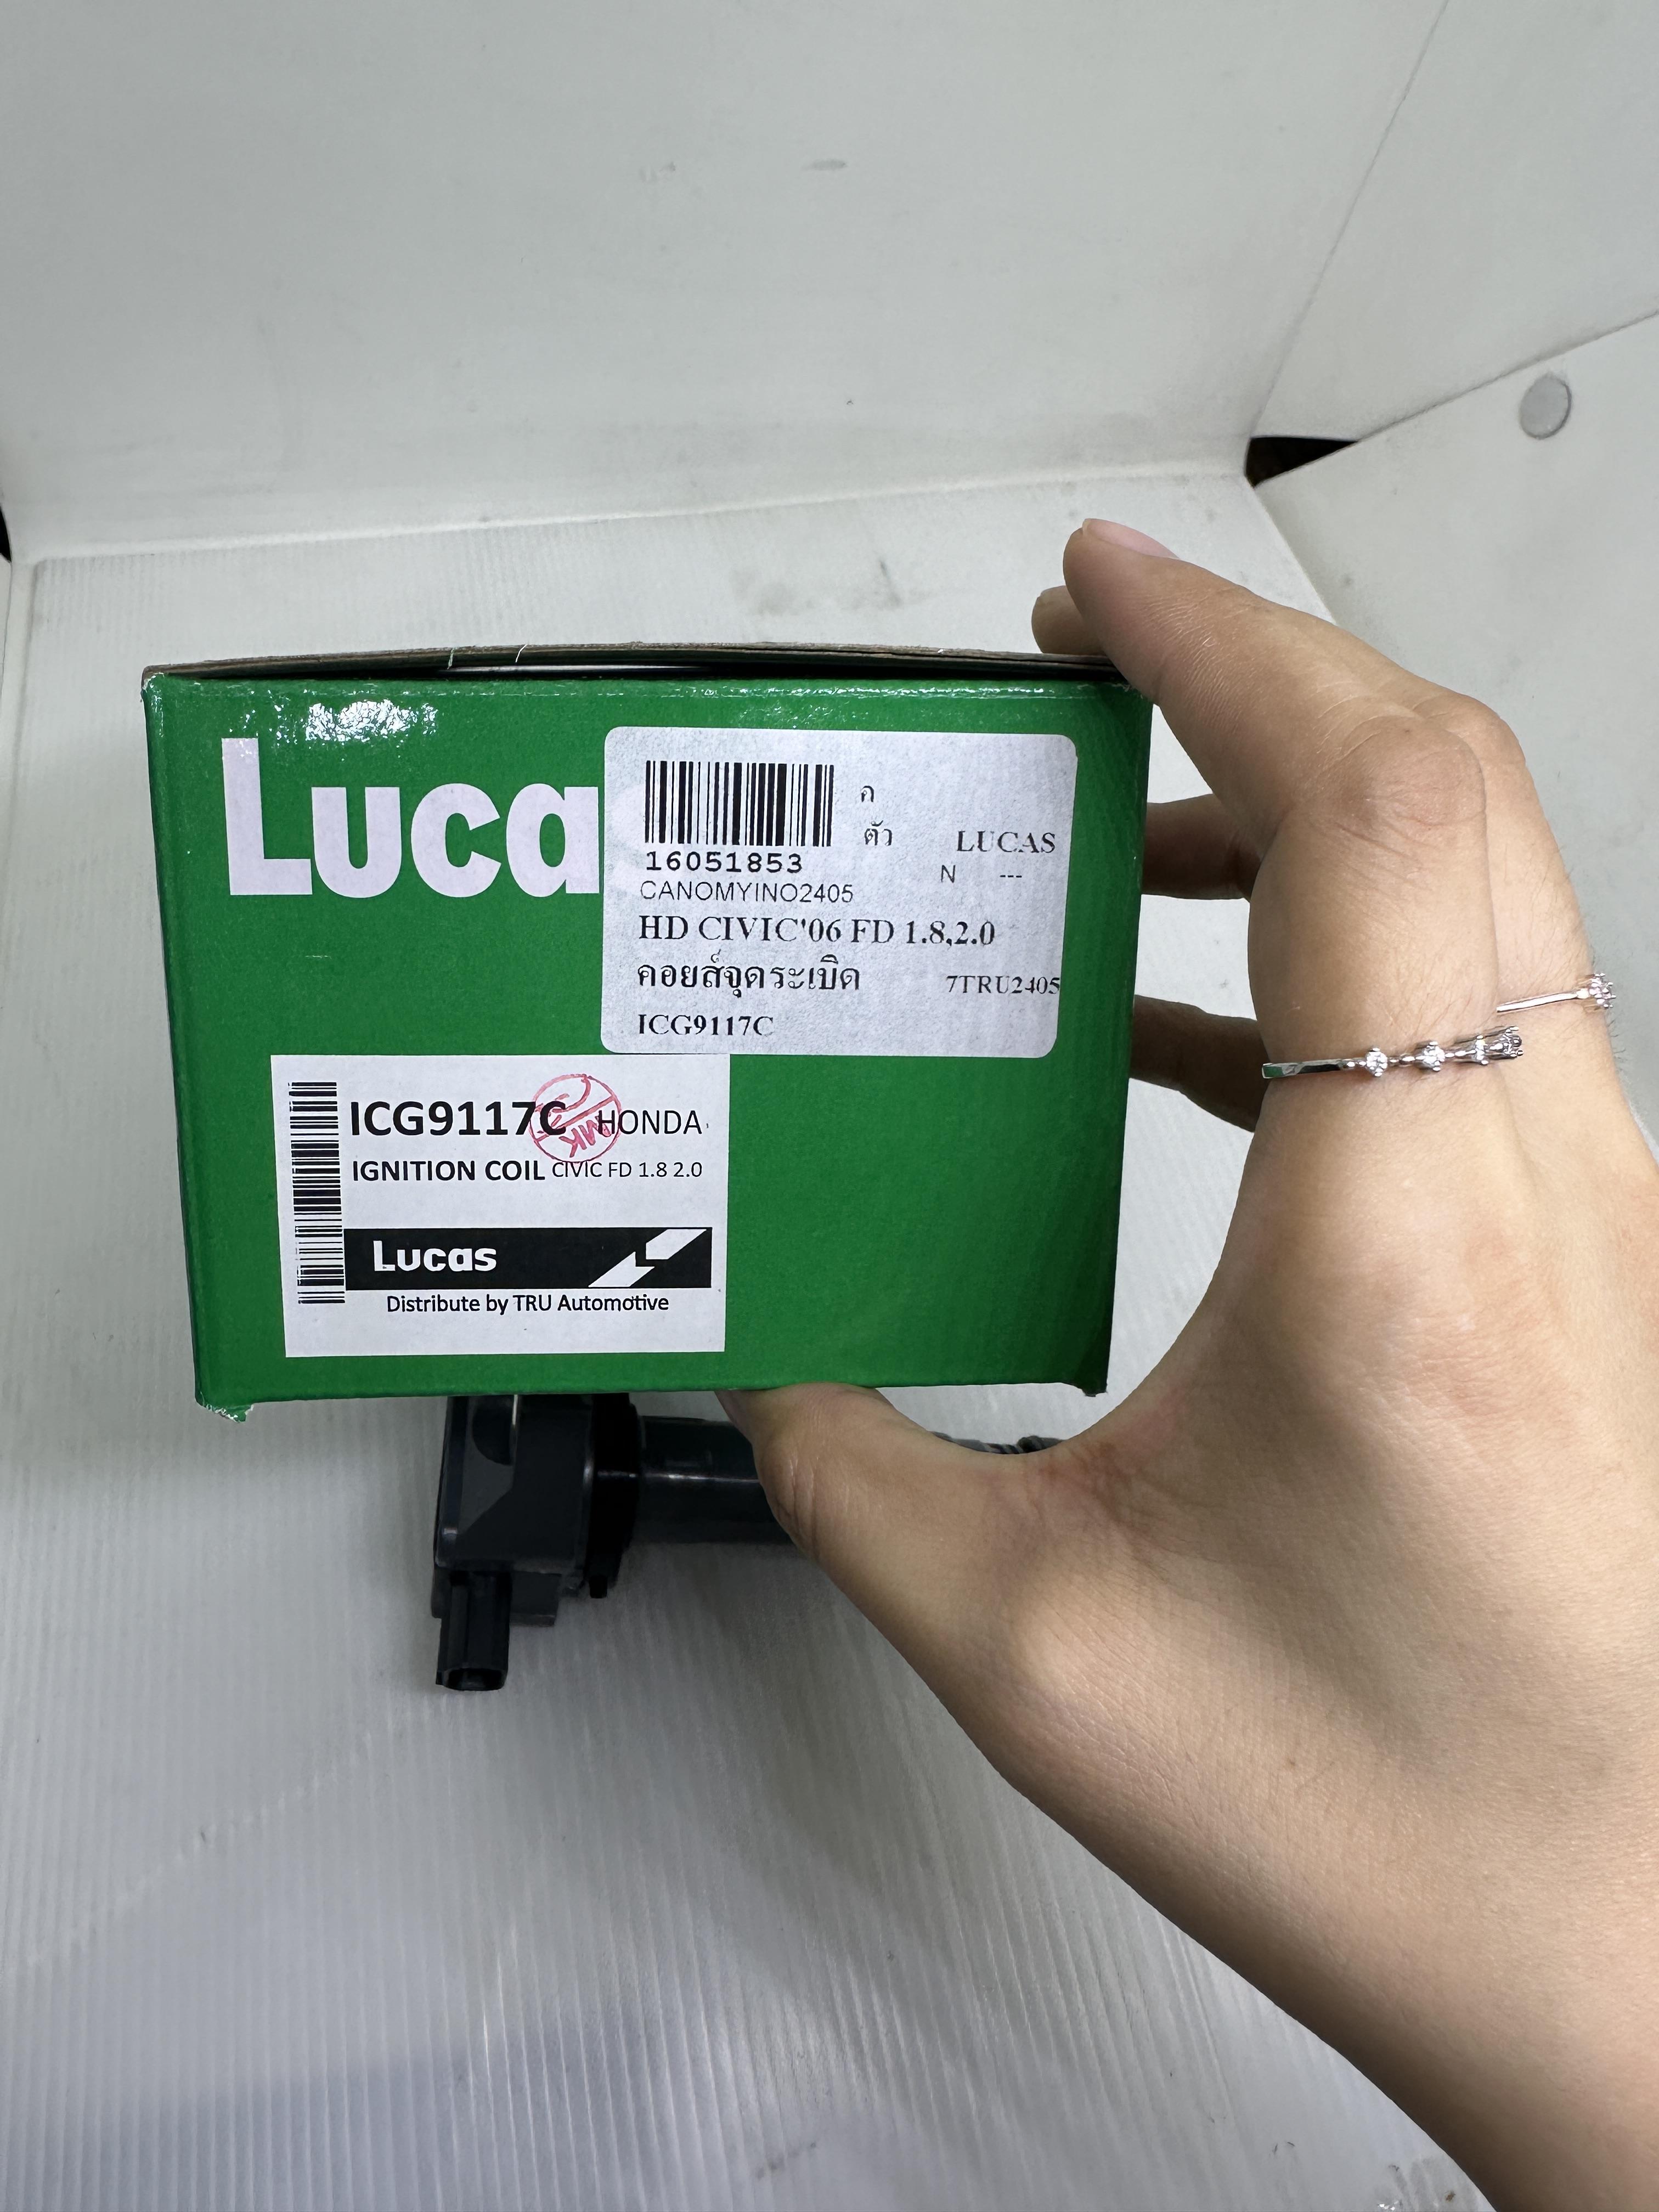 Luca
ค
ตัว
LUCAS
16051853
N ---
CANOMYINO2405
HD CIVIC'06 FD 1.8,2.0
คอยส์จุดระเบิด
7TRU2405
ICG9117C
ICG9117C HONDA
IGNITION COIL CIVIC FD 1.8 2.0
Lucas
Distribute by TRU Automotive